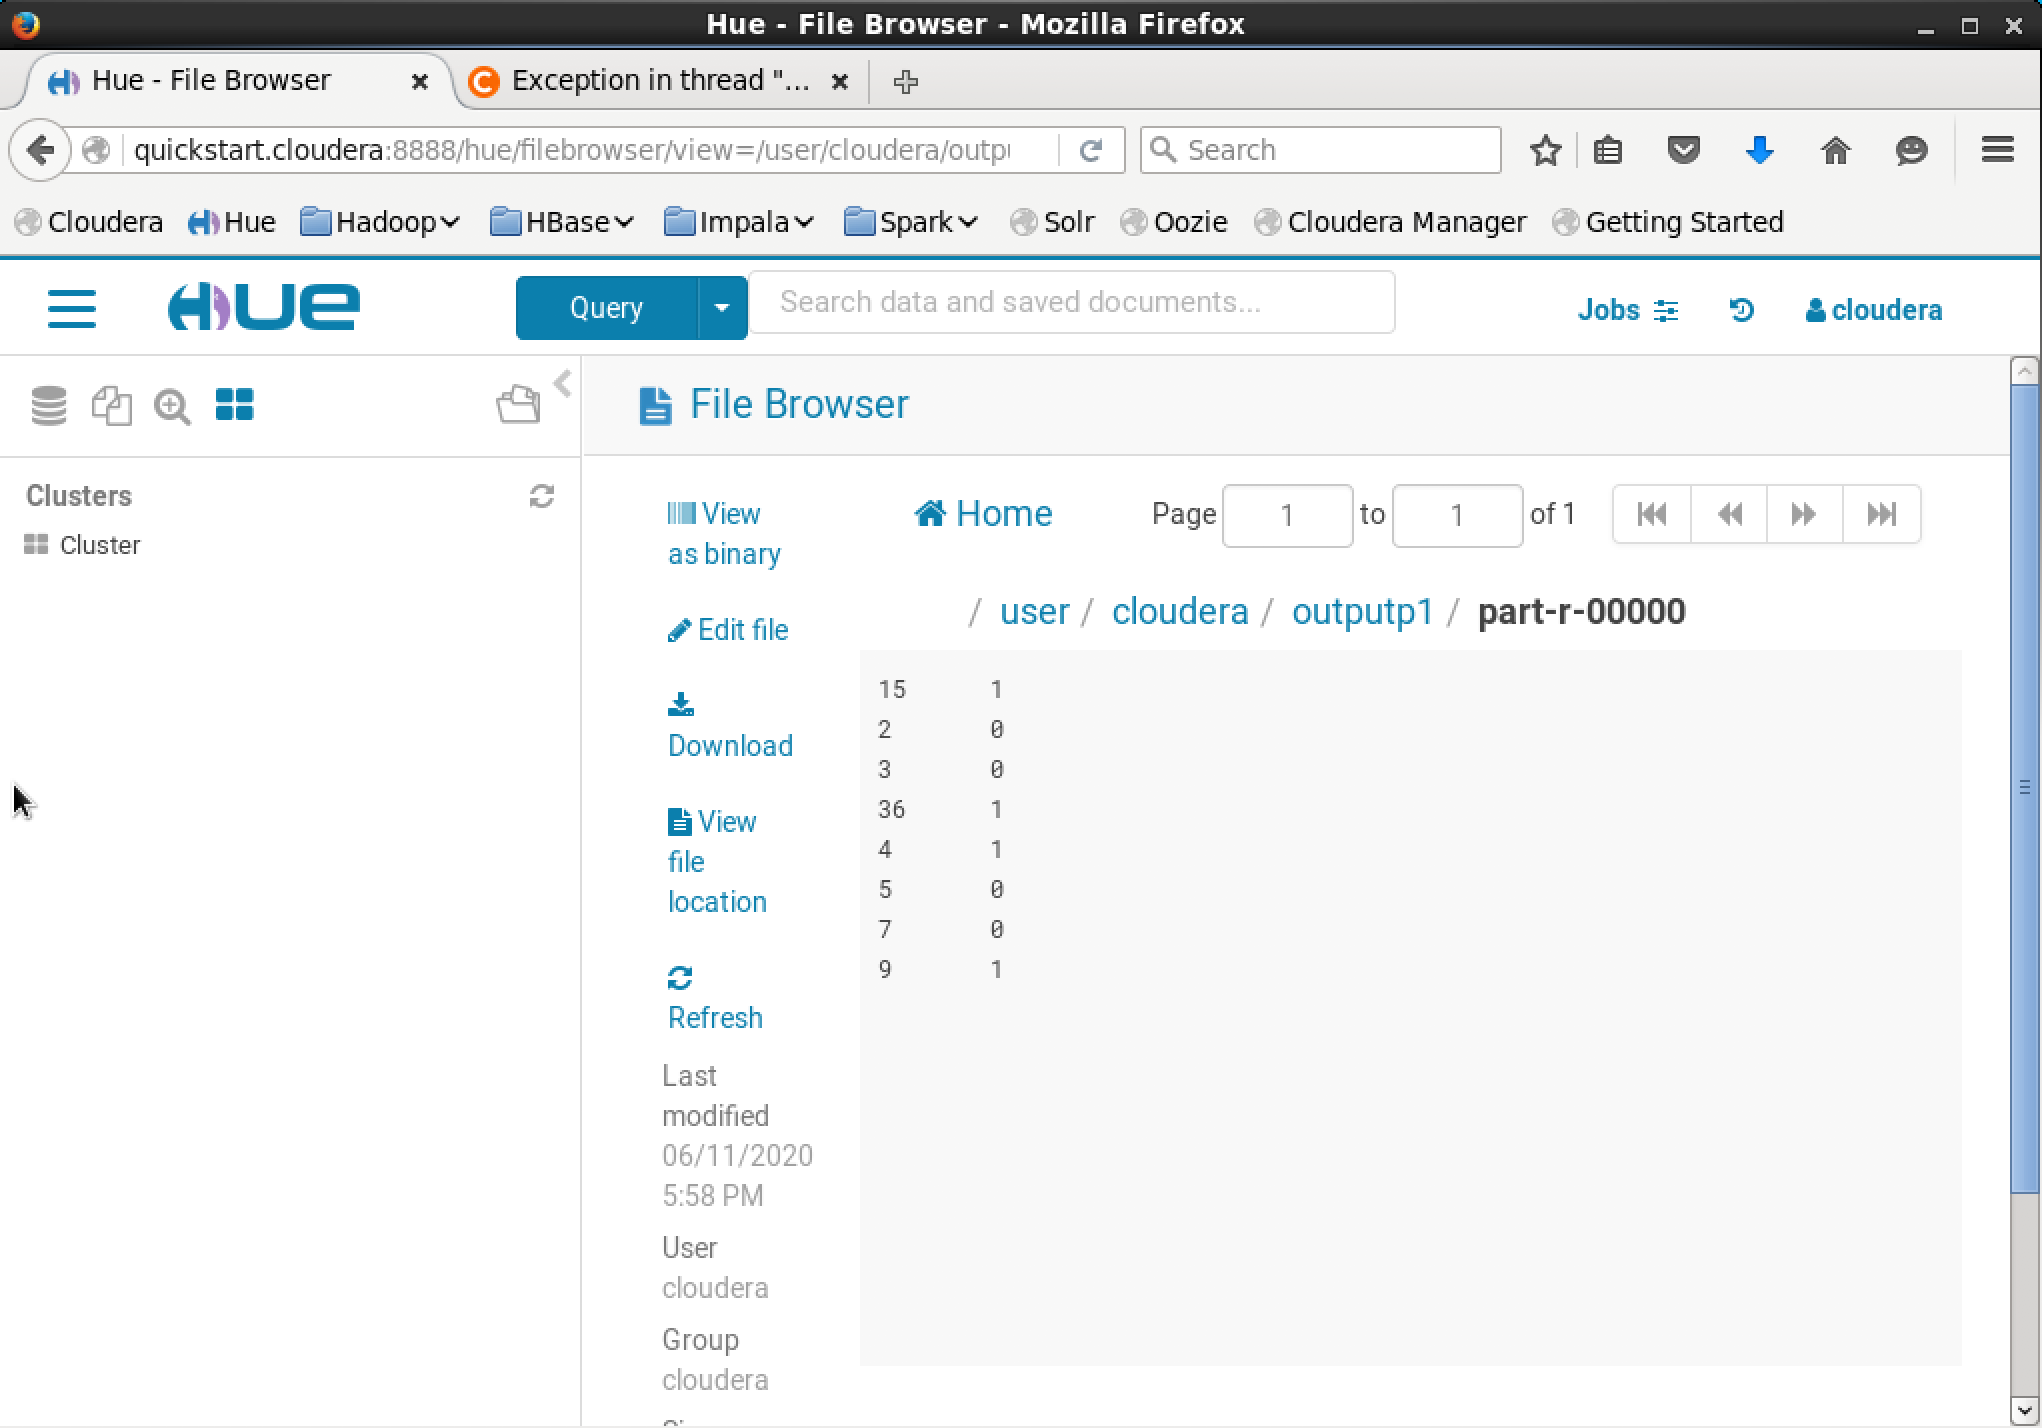 Hue - File Browser - Mozilla Firefox
Hue - File Browser
Exception in thread "...
quickstart.cloudera:8888/hue/filebrowser/view=/user/cloudera/outp
Search
Cloudera Hue Hadoop HBase Impala Spark Solr Oozie Cloudera Manager Getting Started
HUE
Query
Search data and saved documents...
Jobs
cloudera
File Browser
Clusters
Cluster
View
as binary
Edit file
Download
View
file
location
Refresh
Last
modified
06/11/2020
5:58 PM
User
cloudera
Group
cloudera
Home
Page 1 to 1 of 1
/ user / cloudera / outputp1 / part-r-00000
15 1
2 0
3 0
36 1
4 1
5 0
7 0
9 1